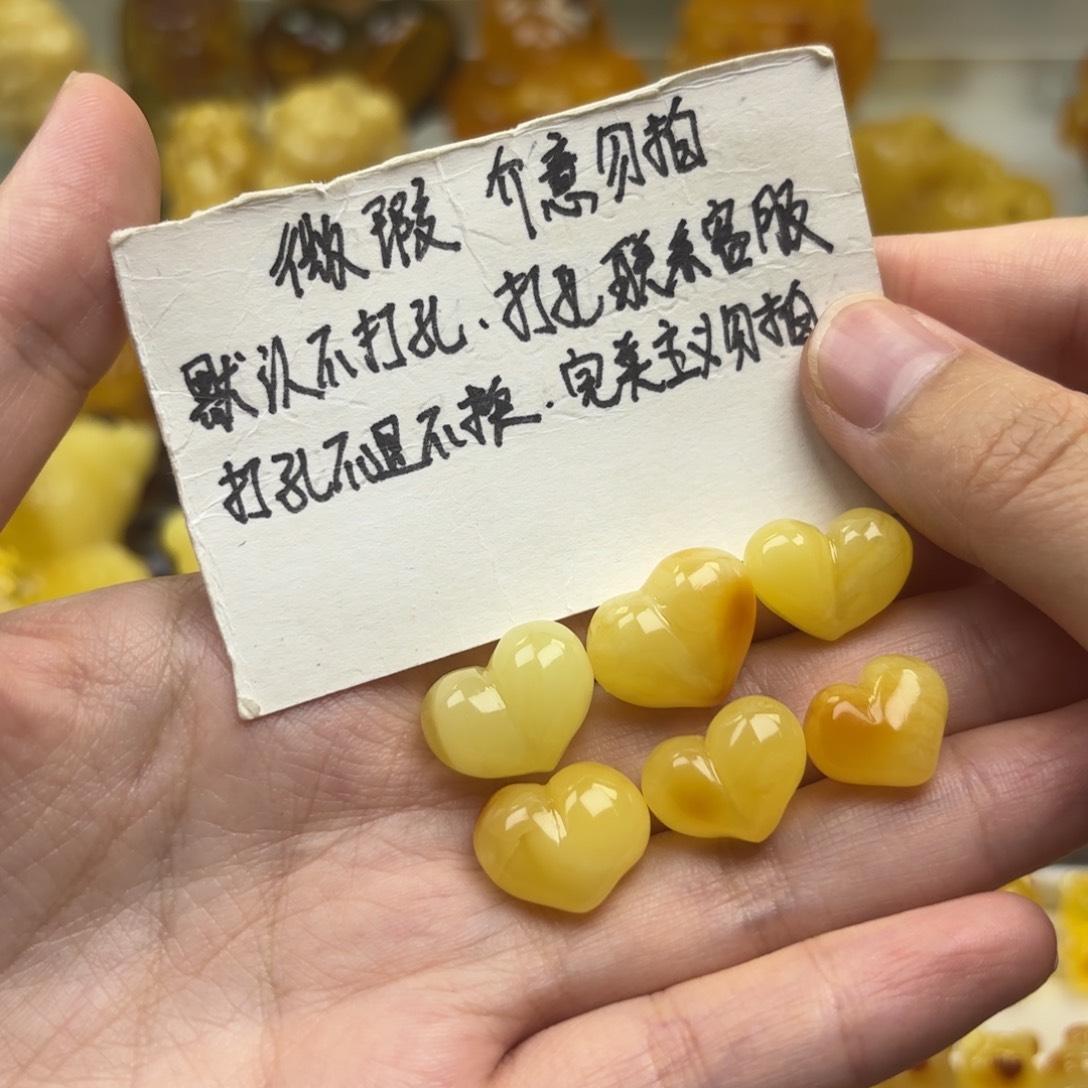 微瑕 介意勿拍
默认不打孔.打孔联系客服
打孔不退不换.完美主义勿拍